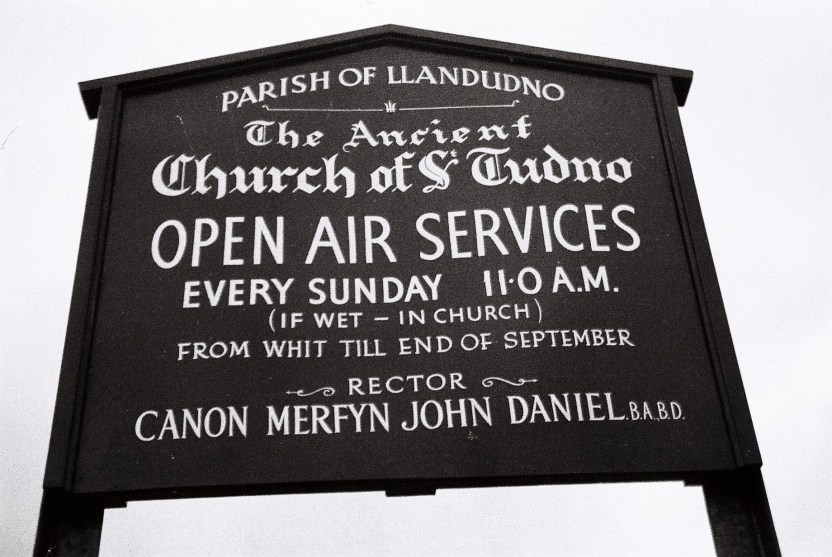 PARISH OF LLANDUDNO
The Ancient
Church of St. Tudno
OPEN AIR SERVICES
EVERY SUNDAY 11·0 A.M.
(IF WET – IN CHURCH)
FROM WHIT TILL END OF SEPTEMBER
RECTOR
CANON MERFYN JOHN DANIEL. B.A., B.D.